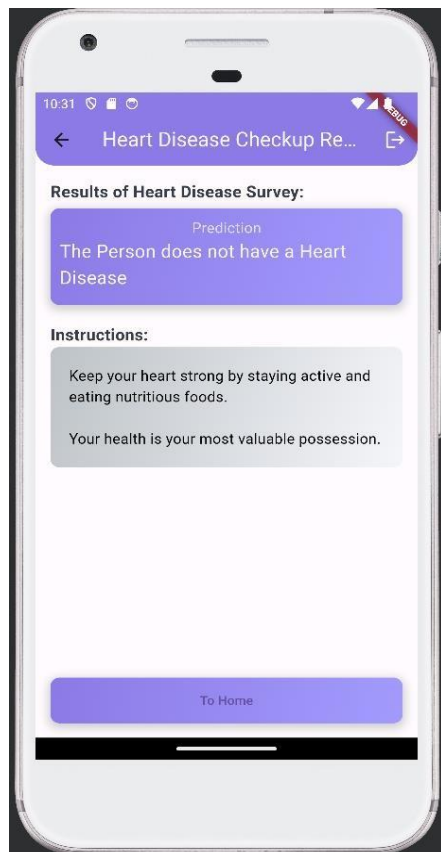 10:31
DEBUG
Heart Disease Checkup Re...
Results of Heart Disease Survey:
Prediction
The Person does not have a Heart
Disease
Instructions:
Keep your heart strong by staying active and
eating nutritious foods.
Your health is your most valuable possession.
To Home